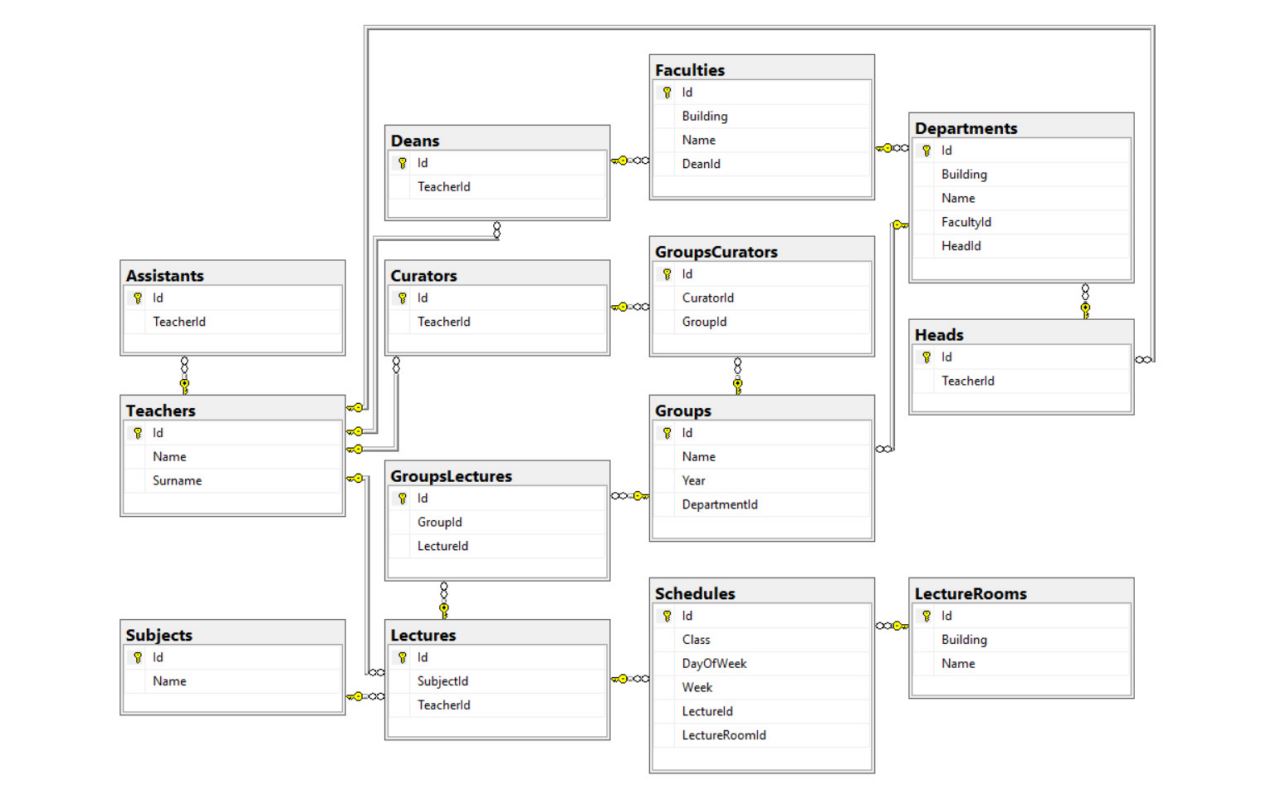 Faculties
Id
Building
Name
DeanId
Departments
Id
Building
Name
FacultyId
HeadId
Deans
Id
TeacherId
GroupsCurators
Id
CuratorId
GroupId
Assistants
Id
TeacherId
Curators
Id
TeacherId
Heads
Id
TeacherId
Teachers
Id
Name
Surname
Groups
Id
Name
Year
DepartmentId
GroupsLectures
Id
GroupId
LectureId
Schedules
Id
Class
DayOfWeek
Week
LectureId
LectureRoomId
LectureRooms
Id
Building
Name
Subjects
Id
Name
Lectures
Id
SubjectId
TeacherId